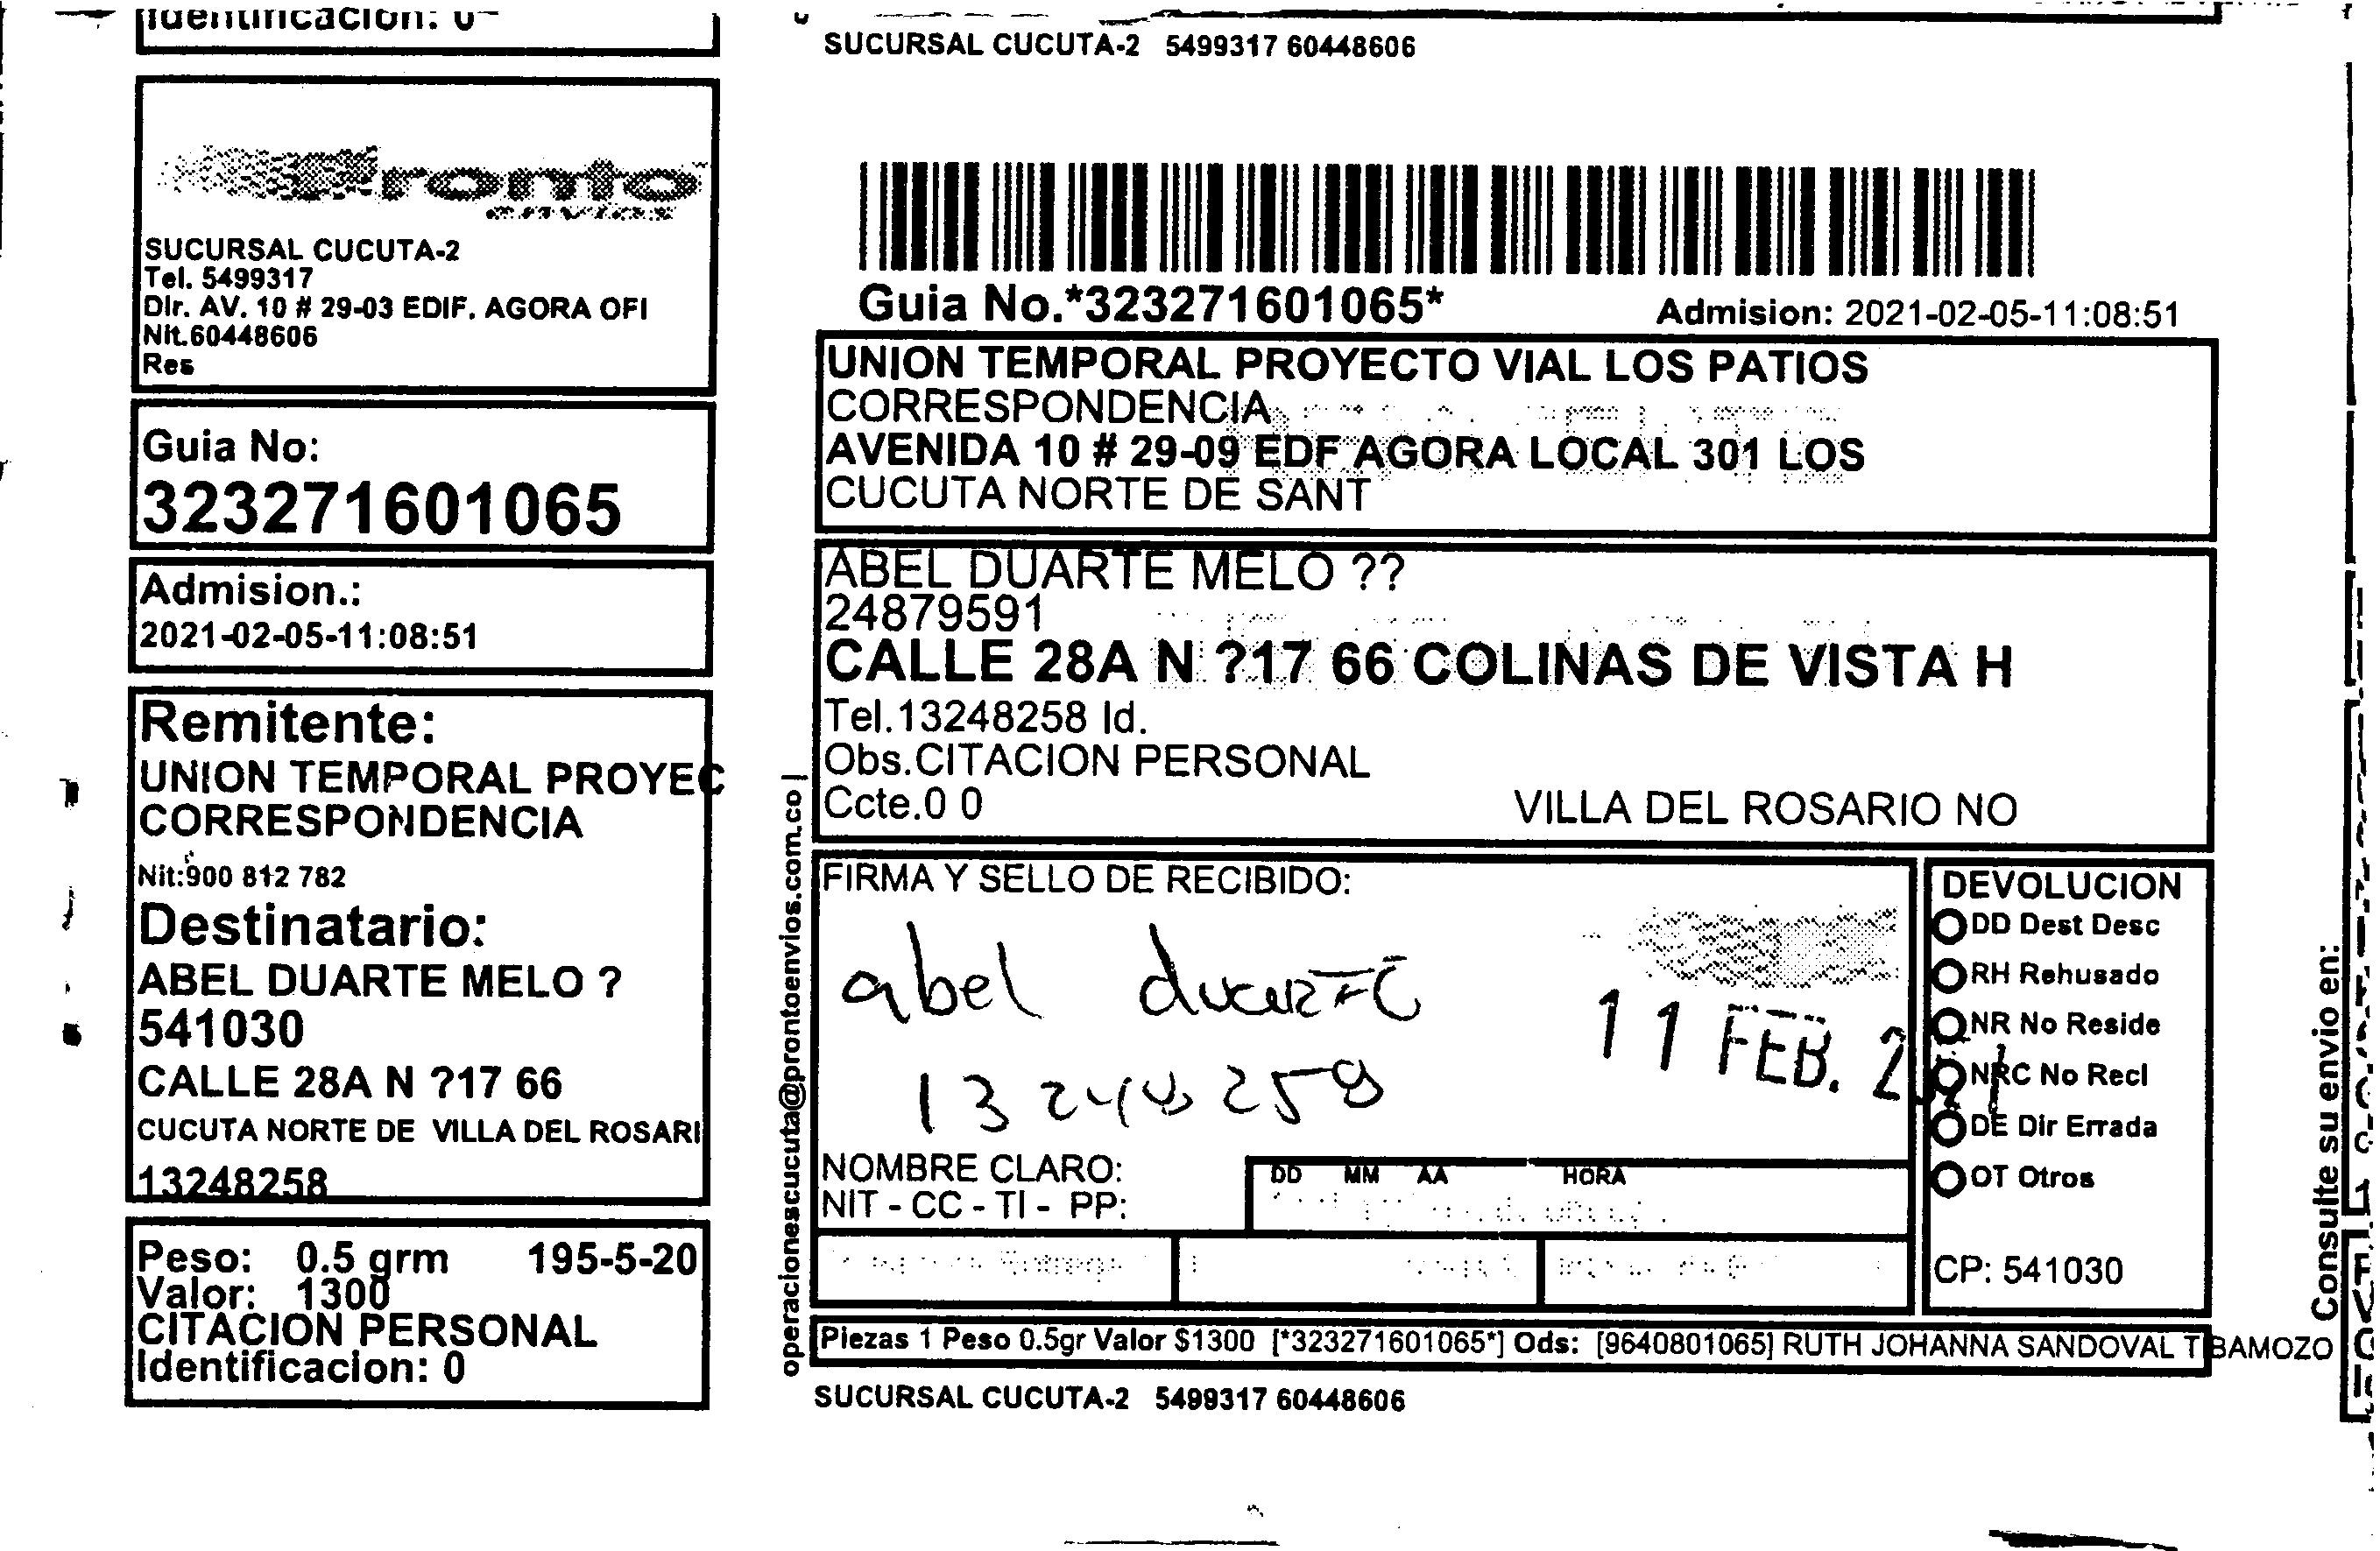 Identificacion: 0
SUCURSAL CUCUTA-2 5499317 60448606
Pronto
SUCURSAL CUCUTA-2
Tel. 5499317
Dir. AV. 10 # 29-03 EDIF. AGORA OFI
Nit.60448606
Res
Guia No:
323271601065
Admision.:
2021-02-05-11:08:51
Remitente:
UNION TEMPORAL PROYEC
CORRESPONDENCIA
Nit:900 812 782
Destinatario:
ABEL DUARTE MELO ?
541030
CALLE 28A N ?17 66
CUCUTA NORTE DE VILLA DEL ROSARI
13248258
Peso: 0.5 grm 195-5-20
Valor: 1300
CITACION PERSONAL
Identificacion: 0
Guia No.*323271601065*
Admision: 2021-02-05-11:08:51
UNION TEMPORAL PROYECTO VIAL LOS PATIOS
CORRESPONDENCIA
AVENIDA 10 # 29-09 EDF AGORA LOCAL 301 LOS
CUCUTA NORTE DE SANT
ABEL DUARTE MELO ??
24879591
CALLE 28A N ?17 66 COLINAS DE VISTA H
Tel.13248258 Id.
Obs.CITACION PERSONAL
Ccte.0 0
VILLA DEL ROSARIO NO
operacionescucuta@prontoenvios.com.co |
FIRMA Y SELLO DE RECIBIDO:
abel duarte
13248258
11 FEB. 2021
NOMBRE CLARO:
NIT - CC - TI - PP:
DD MM AA HORA
DEVOLUCION
DD Dest Desc
RH Rehusado
NR No Reside
NRC No Recl
DE Dir Errada
OT Otros
CP: 541030
Piezas 1 Peso 0.5gr Valor $1300 [*323271601065*] Ods: [9640801065] RUTH JOHANNA SANDOVAL TIBAMOZO
SUCURSAL CUCUTA-2 5499317 60448606
Consulte su envio en: